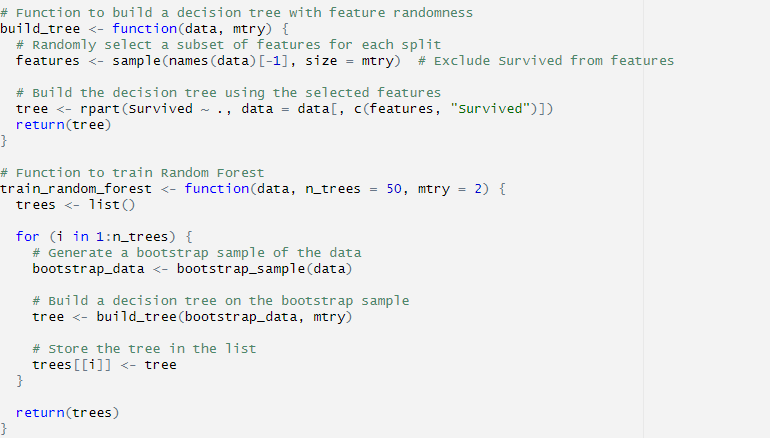 # Function to build a decision tree with feature randomness
build_tree <- function(data, mtry) {
  # Randomly select a subset of features for each split
  features <- sample(names(data)[-1], size = mtry)  # Exclude Survived from features

  # Build the decision tree using the selected features
  tree <- rpart(Survived ~ ., data = data[, c(features, "Survived")])
  return(tree)
}

# Function to train Random Forest
train_random_forest <- function(data, n_trees = 50, mtry = 2) {
  trees <- list()

  for (i in 1:n_trees) {
    # Generate a bootstrap sample of the data
    bootstrap_data <- bootstrap_sample(data)

    # Build a decision tree on the bootstrap sample
    tree <- build_tree(bootstrap_data, mtry)

    # Store the tree in the list
    trees[[i]] <- tree
  }

  return(trees)
}